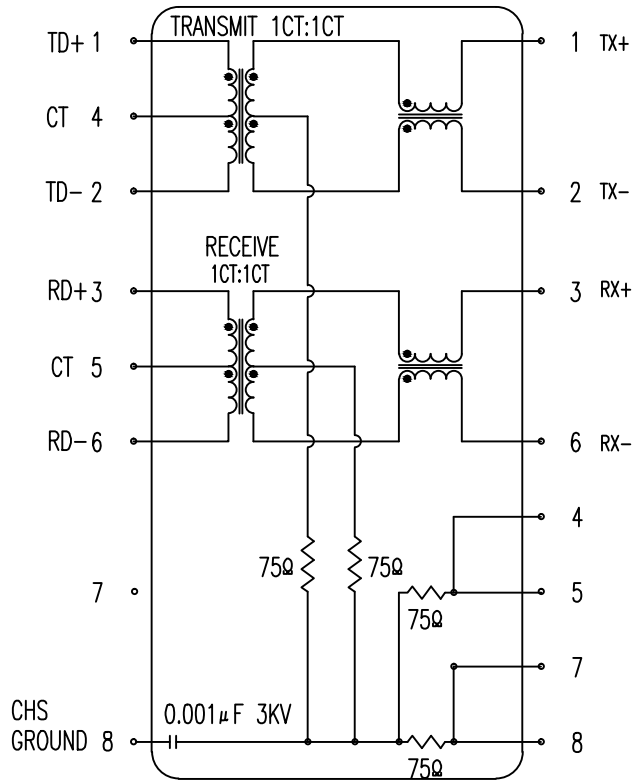 TRANSMIT 1CT:1CT
TD+ 1
1 TX+
CT 4
TD- 2
2 TX-
RECEIVE
1CT:1CT
RD+ 3
3 RX+
CT 5
RD- 6
6 RX-
4
75Ω
75Ω
7
5
75Ω
7
CHS
GROUND 8
0.001μF 3KV
8
75Ω